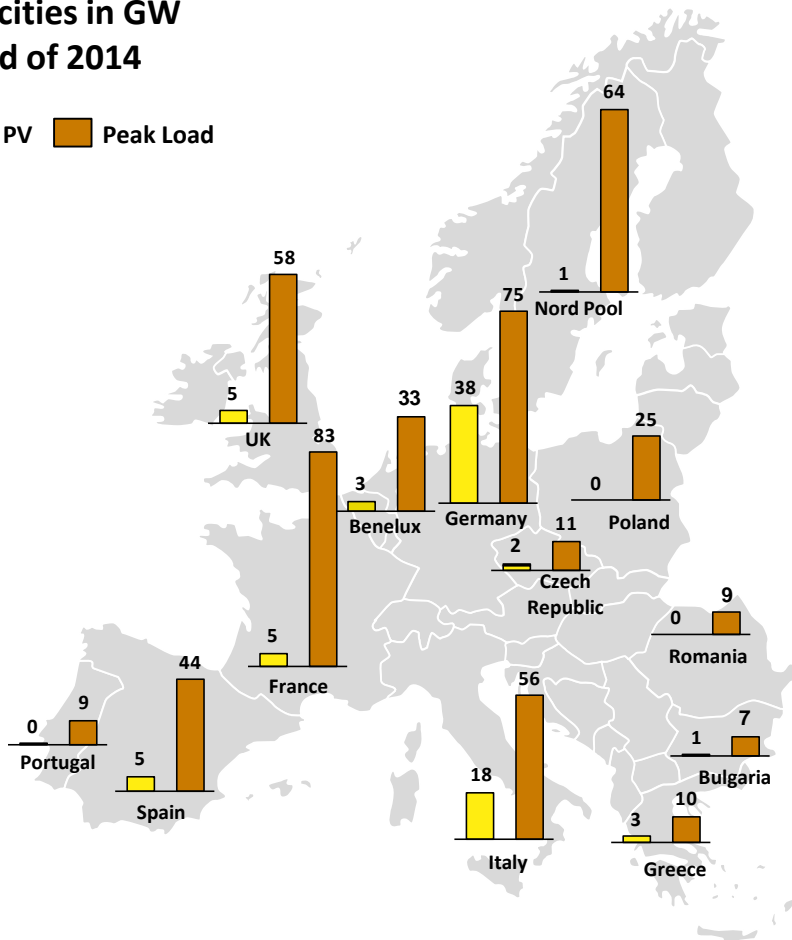 cities in GW
d of 2014
PV Peak Load
64
1
Nord Pool
58
5
UK
75
38
Germany
33
3
Benelux
83
5
France
25
0
Poland
11
2
Czech
Republic
9
0
Romania
44
5
Spain
9
0
Portugal
56
18
Italy
7
1
Bulgaria
10
3
Greece